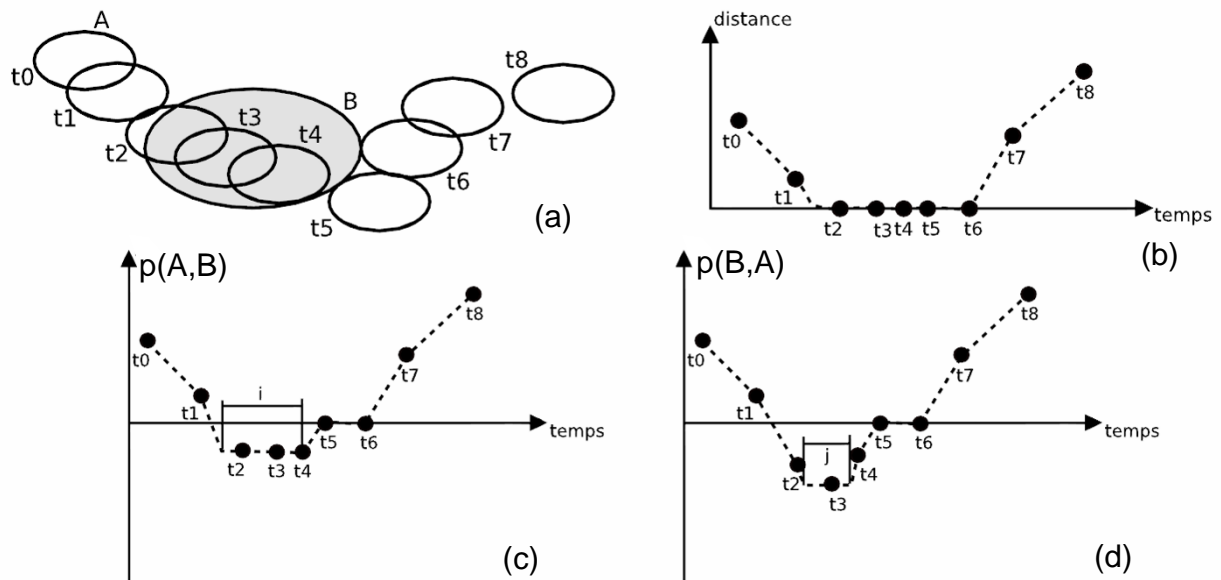 A
t0
t1
t2
t3
t4
B
t5
t6
t7
t8
(a)
distance
t0
t1
t2
t3
t4
t5
t6
t7
t8
temps
(b)
p(A,B)
t0
t1
i
t2
t3
t4
t5
t6
t7
t8
temps
(c)
p(B,A)
t0
t1
t2
j
t3
t4
t5
t6
t7
t8
temps
(d)